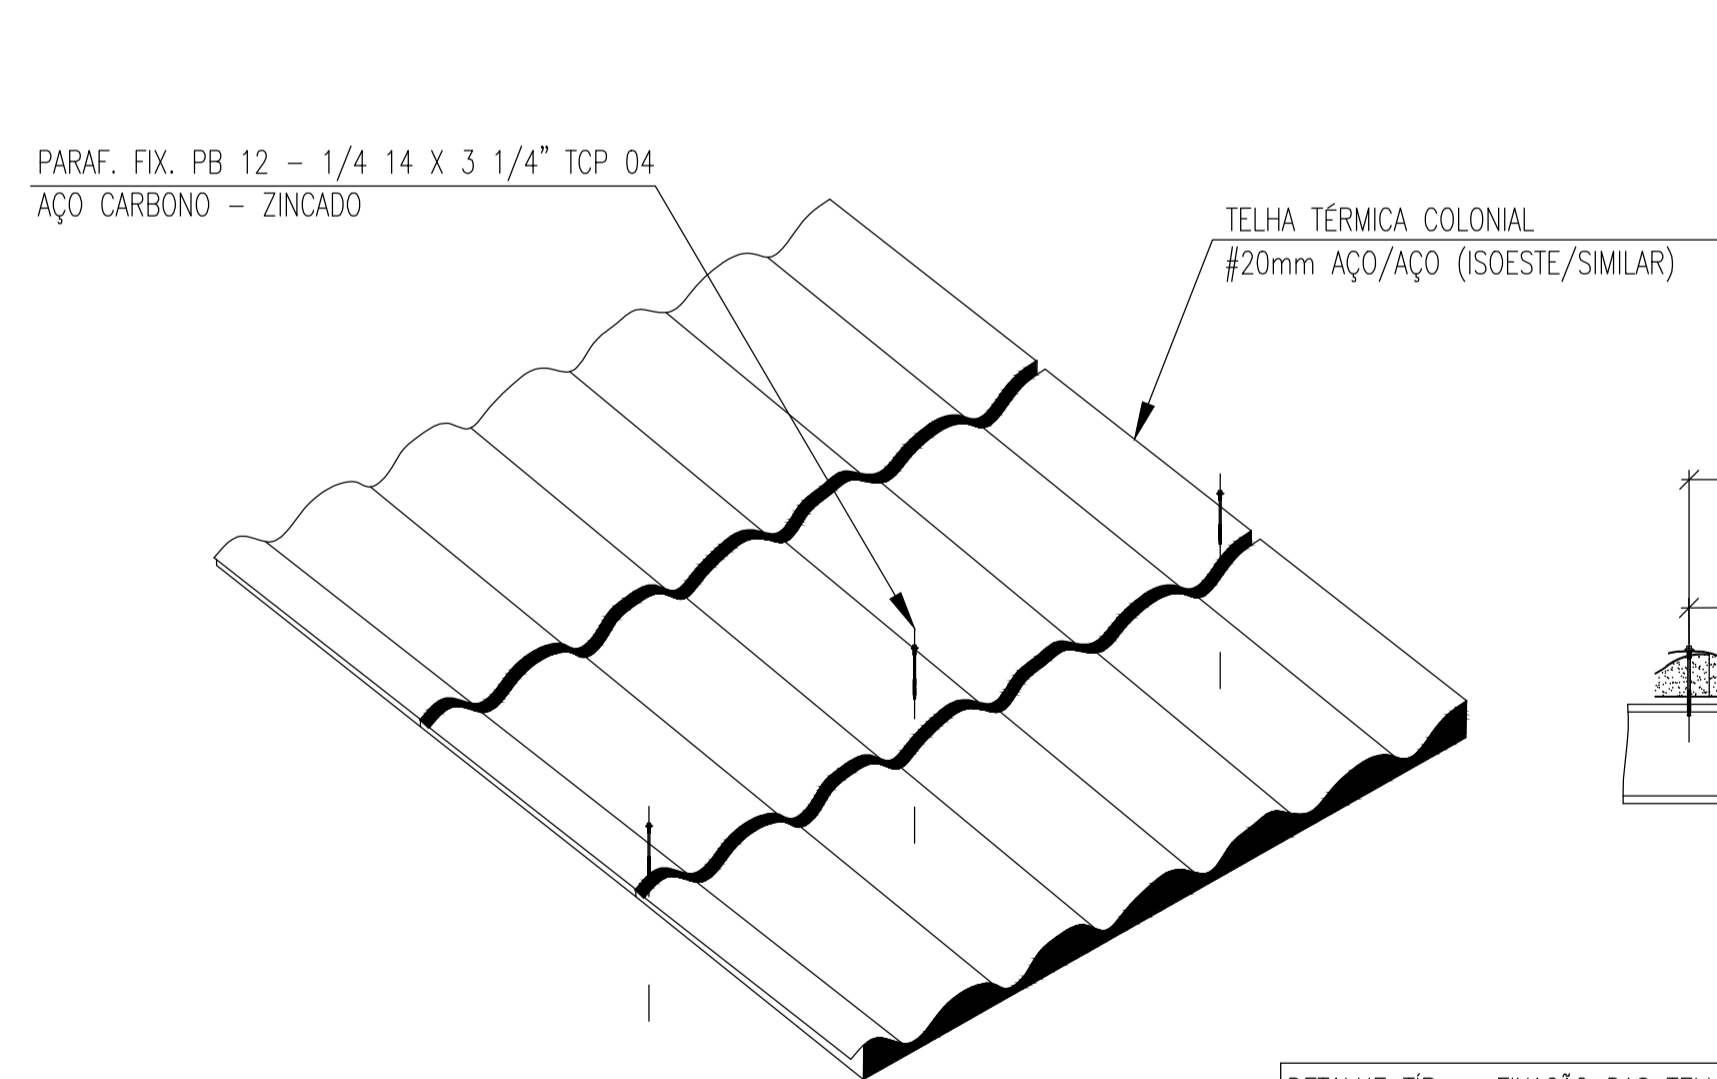 PARAF. FIX. PB 12 – 1/4 14 X 3 1/4” TCP 04
AÇO CARBONO – ZINCADO
TELHA TÉRMICA COLONIAL
#20mm AÇO/AÇO (ISOESTE/SIMILAR)